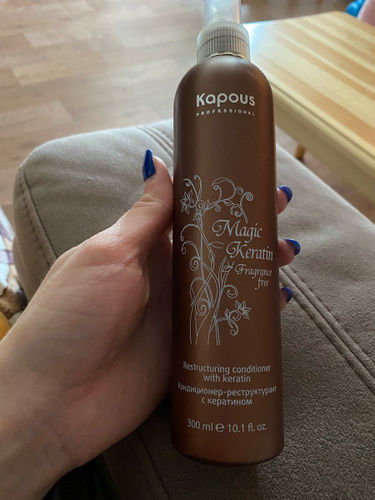 Kapous
PROFESSIONAL
Magic
Keratin
Fragrance
free
Restructuring conditioner
with keratin
Кондиционер-реструктурант
с кератином
300 ml ℮ 10.1 fl. oz.